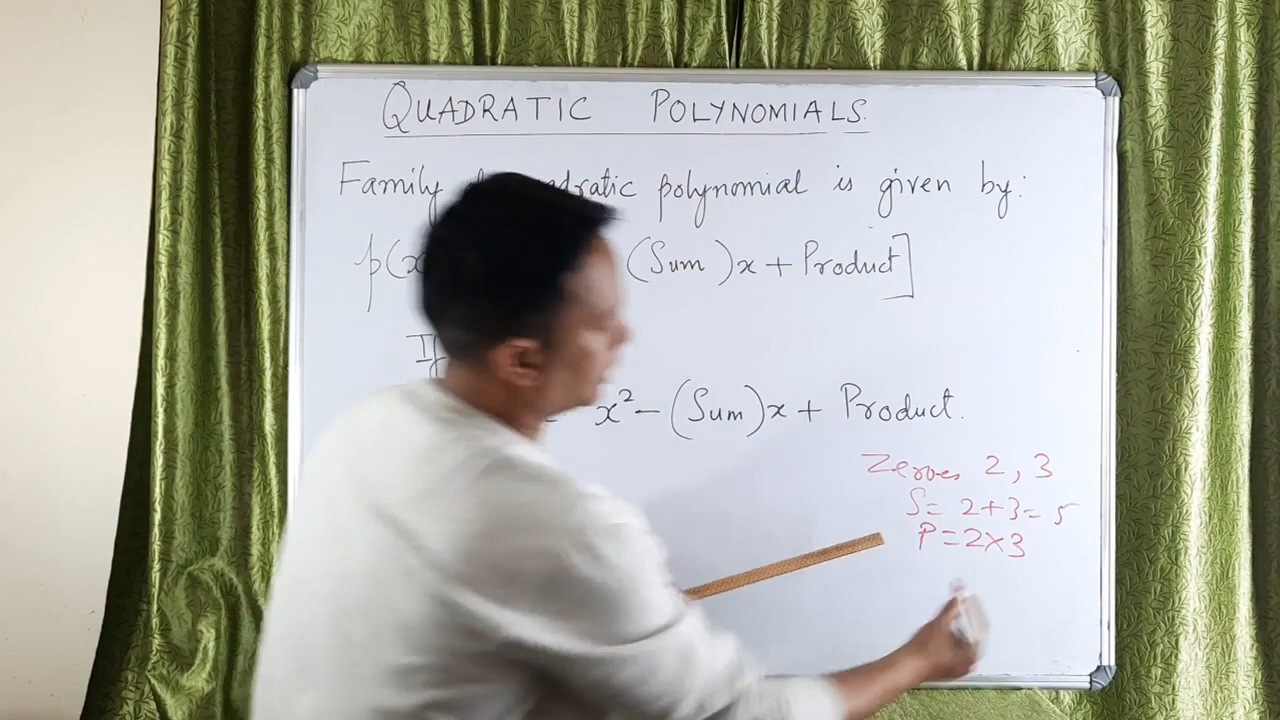 QUADRATIC POLYNOMIALS.
Family polynomial is given by:
p(x (Sum )x + Product]
If
x² - (Sum)x + Product.
Zeroes 2, 3
S = 2+3 = 5
P = 2×3